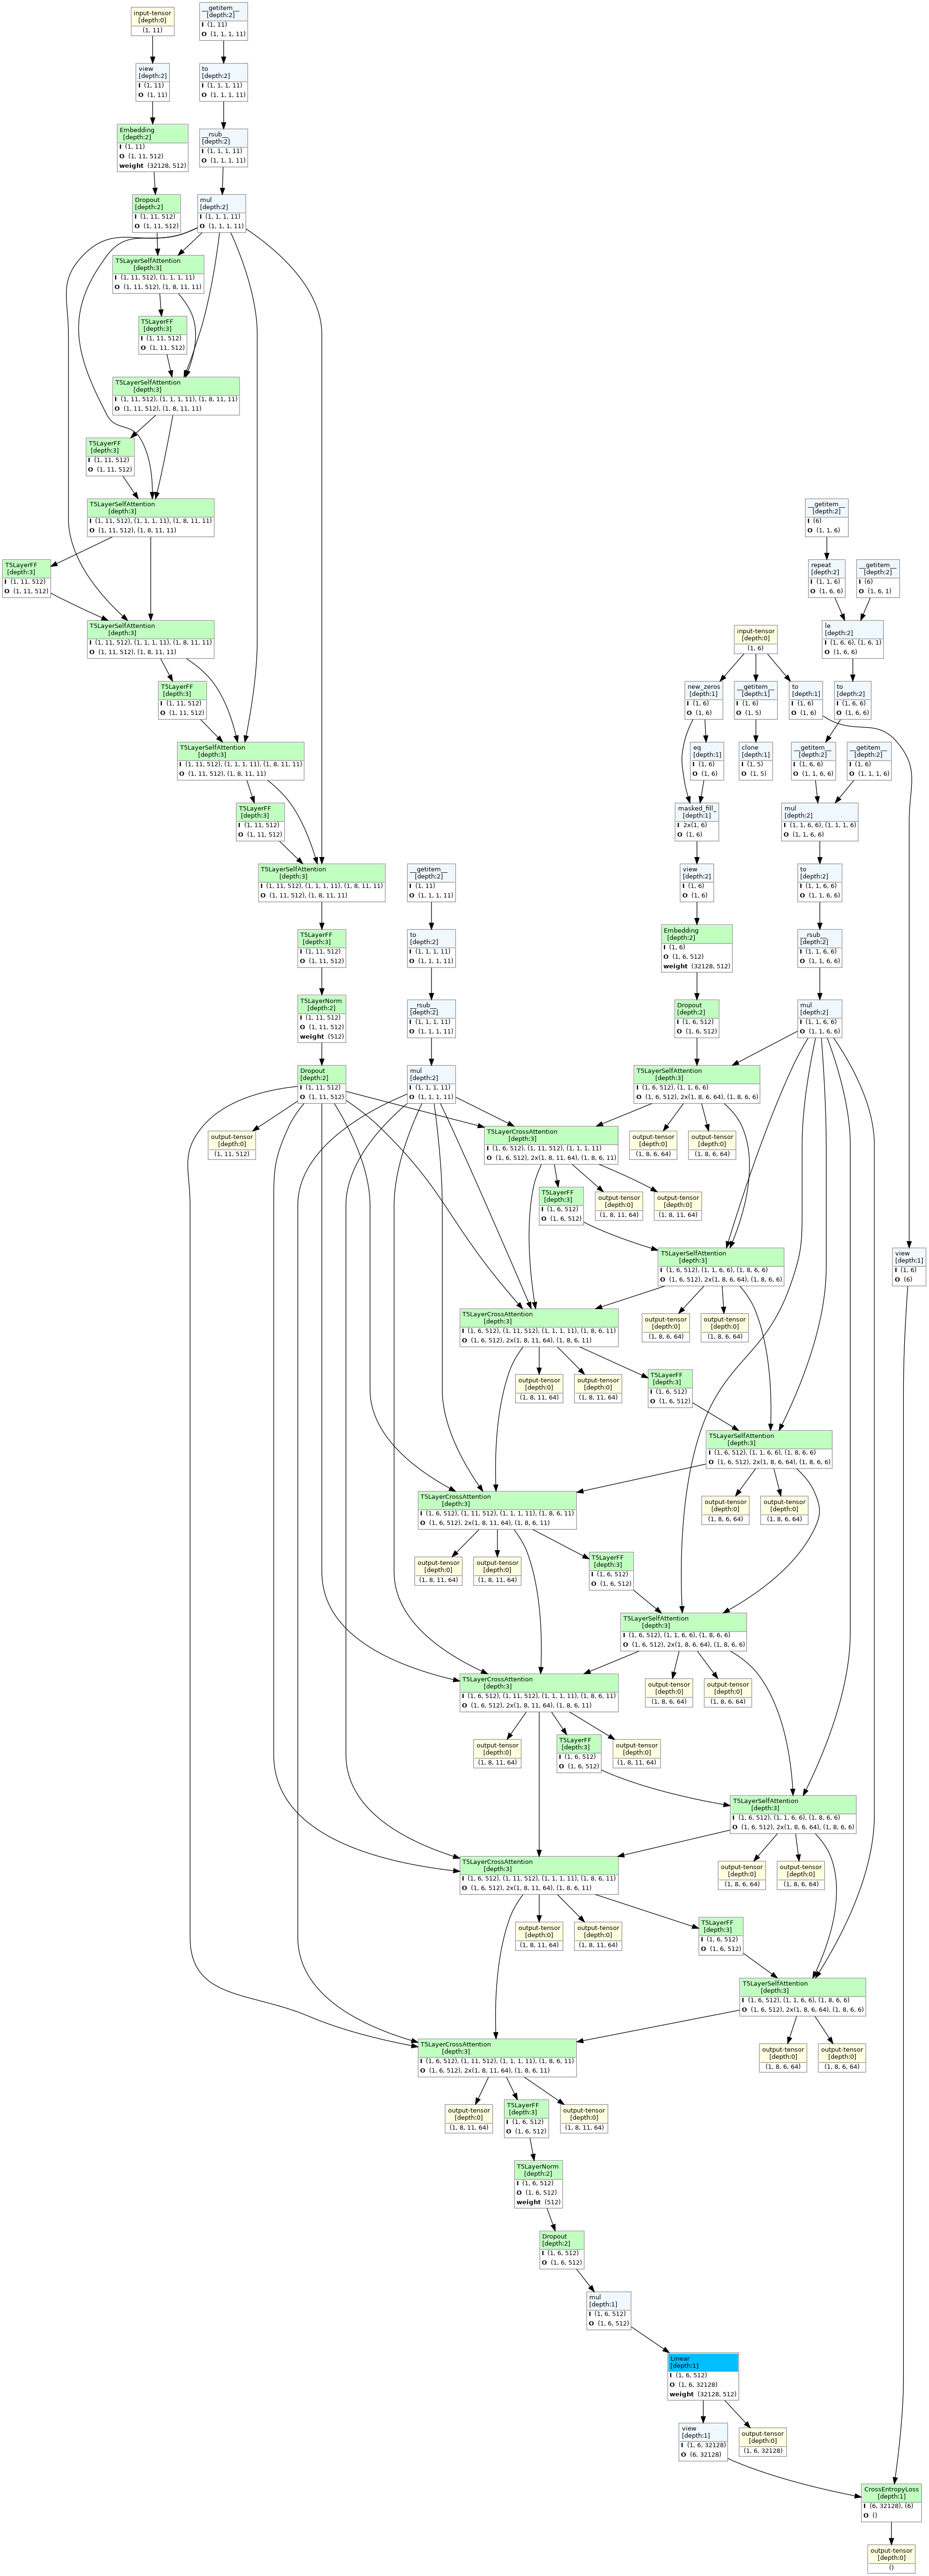 input-tensor
[depth:0]
(1, 11)
__getitem__
[depth:2]
I (1, 11)
O (1, 1, 1, 11)
view
[depth:2]
I (1, 11)
O (1, 11)
to
[depth:2]
I (1, 1, 1, 11)
O (1, 1, 1, 11)
Embedding
[depth:2]
I (1, 11)
O (1, 11, 512)
weight (32128, 512)
__rsub__
[depth:2]
I (1, 1, 1, 11)
O (1, 1, 1, 11)
Dropout
[depth:2]
I (1, 11, 512)
O (1, 11, 512)
mul
[depth:2]
I (1, 1, 1, 11)
O (1, 1, 1, 11)
T5LayerSelfAttention
[depth:3]
I (1, 11, 512), (1, 1, 1, 11)
O (1, 11, 512), (1, 8, 11, 11)
T5LayerFF
[depth:3]
I (1, 11, 512)
O (1, 11, 512)
T5LayerSelfAttention
[depth:3]
I (1, 11, 512), (1, 1, 1, 11), (1, 8, 11, 11)
O (1, 11, 512), (1, 8, 11, 11)
T5LayerFF
[depth:3]
I (1, 11, 512)
O (1, 11, 512)
T5LayerSelfAttention
[depth:3]
I (1, 11, 512), (1, 1, 1, 11), (1, 8, 11, 11)
O (1, 11, 512), (1, 8, 11, 11)
__getitem__
[depth:2]
I (6)
O (1, 1, 6)
T5LayerFF
[depth:3]
I (1, 11, 512)
O (1, 11, 512)
repeat
[depth:2]
I (1, 1, 6)
O (1, 6, 6)
__getitem__
[depth:2]
I (6)
O (1, 6, 1)
T5LayerSelfAttention
[depth:3]
I (1, 11, 512), (1, 1, 1, 11), (1, 8, 11, 11)
O (1, 11, 512), (1, 8, 11, 11)
input-tensor
[depth:0]
(1, 6)
le
[depth:2]
I (1, 6, 6), (1, 6, 1)
O (1, 6, 6)
T5LayerFF
[depth:3]
I (1, 11, 512)
O (1, 11, 512)
new_zeros
[depth:1]
I (1, 6)
O (1, 6)
__getitem__
[depth:1]
I (1, 6)
O (1, 5)
to
[depth:1]
I (1, 6)
O (1, 6)
to
[depth:2]
I (1, 6, 6)
O (1, 6, 6)
T5LayerSelfAttention
[depth:3]
I (1, 11, 512), (1, 1, 1, 11), (1, 8, 11, 11)
O (1, 11, 512), (1, 8, 11, 11)
eq
[depth:1]
I (1, 6)
O (1, 6)
clone
[depth:1]
I (1, 5)
O (1, 5)
__getitem__
[depth:2]
I (1, 6, 6)
O (1, 1, 6, 6)
__getitem__
[depth:2]
I (1, 6)
O (1, 1, 1, 6)
T5LayerFF
[depth:3]
I (1, 11, 512)
O (1, 11, 512)
masked_fill_
[depth:1]
I 2x(1, 6)
O (1, 6)
mul
[depth:2]
I (1, 1, 6, 6), (1, 1, 1, 6)
O (1, 1, 6, 6)
T5LayerSelfAttention
[depth:3]
I (1, 11, 512), (1, 1, 1, 11), (1, 8, 11, 11)
O (1, 11, 512), (1, 8, 11, 11)
__getitem__
[depth:2]
I (1, 11)
O (1, 1, 1, 11)
view
[depth:2]
I (1, 6)
O (1, 6)
to
[depth:2]
I (1, 1, 6, 6)
O (1, 1, 6, 6)
T5LayerFF
[depth:3]
I (1, 11, 512)
O (1, 11, 512)
to
[depth:2]
I (1, 1, 1, 11)
O (1, 1, 1, 11)
Embedding
[depth:2]
I (1, 6)
O (1, 6, 512)
weight (32128, 512)
__rsub__
[depth:2]
I (1, 1, 6, 6)
O (1, 1, 6, 6)
T5LayerNorm
[depth:2]
I (1, 11, 512)
O (1, 11, 512)
weight (512)
__rsub__
[depth:2]
I (1, 1, 1, 11)
O (1, 1, 1, 11)
Dropout
[depth:2]
I (1, 6, 512)
O (1, 6, 512)
mul
[depth:2]
I (1, 1, 6, 6)
O (1, 1, 6, 6)
Dropout
[depth:2]
I (1, 11, 512)
O (1, 11, 512)
mul
[depth:2]
I (1, 1, 1, 11)
O (1, 1, 1, 11)
T5LayerSelfAttention
[depth:3]
I (1, 6, 512), (1, 1, 6, 6)
O (1, 6, 512), 2x(1, 8, 6, 64), (1, 8, 6, 6)
output-tensor
[depth:0]
(1, 11, 512)
T5LayerCrossAttention
[depth:3]
I (1, 6, 512), (1, 11, 512), (1, 1, 1, 11)
O (1, 6, 512), 2x(1, 8, 11, 64), (1, 8, 6, 11)
output-tensor
[depth:0]
(1, 8, 6, 64)
output-tensor
[depth:0]
(1, 8, 6, 64)
T5LayerFF
[depth:3]
I (1, 6, 512)
O (1, 6, 512)
output-tensor
[depth:0]
(1, 8, 11, 64)
output-tensor
[depth:0]
(1, 8, 11, 64)
T5LayerSelfAttention
[depth:3]
I (1, 6, 512), (1, 1, 6, 6), (1, 8, 6, 6)
O (1, 6, 512), 2x(1, 8, 6, 64), (1, 8, 6, 6)
view
[depth:1]
I (1, 6)
O (6)
T5LayerCrossAttention
[depth:3]
I (1, 6, 512), (1, 11, 512), (1, 1, 1, 11), (1, 8, 6, 11)
O (1, 6, 512), 2x(1, 8, 11, 64), (1, 8, 6, 11)
output-tensor
[depth:0]
(1, 8, 6, 64)
output-tensor
[depth:0]
(1, 8, 6, 64)
output-tensor
[depth:0]
(1, 8, 11, 64)
output-tensor
[depth:0]
(1, 8, 11, 64)
T5LayerFF
[depth:3]
I (1, 6, 512)
O (1, 6, 512)
T5LayerSelfAttention
[depth:3]
I (1, 6, 512), (1, 1, 6, 6), (1, 8, 6, 6)
O (1, 6, 512), 2x(1, 8, 6, 64), (1, 8, 6, 6)
T5LayerCrossAttention
[depth:3]
I (1, 6, 512), (1, 11, 512), (1, 1, 1, 11), (1, 8, 6, 11)
O (1, 6, 512), 2x(1, 8, 11, 64), (1, 8, 6, 11)
output-tensor
[depth:0]
(1, 8, 6, 64)
output-tensor
[depth:0]
(1, 8, 6, 64)
output-tensor
[depth:0]
(1, 8, 11, 64)
output-tensor
[depth:0]
(1, 8, 11, 64)
T5LayerFF
[depth:3]
I (1, 6, 512)
O (1, 6, 512)
T5LayerSelfAttention
[depth:3]
I (1, 6, 512), (1, 1, 6, 6), (1, 8, 6, 6)
O (1, 6, 512), 2x(1, 8, 6, 64), (1, 8, 6, 6)
T5LayerCrossAttention
[depth:3]
I (1, 6, 512), (1, 11, 512), (1, 1, 1, 11), (1, 8, 6, 11)
O (1, 6, 512), 2x(1, 8, 11, 64), (1, 8, 6, 11)
output-tensor
[depth:0]
(1, 8, 6, 64)
output-tensor
[depth:0]
(1, 8, 6, 64)
output-tensor
[depth:0]
(1, 8, 11, 64)
T5LayerFF
[depth:3]
I (1, 6, 512)
O (1, 6, 512)
output-tensor
[depth:0]
(1, 8, 11, 64)
T5LayerSelfAttention
[depth:3]
I (1, 6, 512), (1, 1, 6, 6), (1, 8, 6, 6)
O (1, 6, 512), 2x(1, 8, 6, 64), (1, 8, 6, 6)
T5LayerCrossAttention
[depth:3]
I (1, 6, 512), (1, 11, 512), (1, 1, 1, 11), (1, 8, 6, 11)
O (1, 6, 512), 2x(1, 8, 11, 64), (1, 8, 6, 11)
output-tensor
[depth:0]
(1, 8, 6, 64)
output-tensor
[depth:0]
(1, 8, 6, 64)
output-tensor
[depth:0]
(1, 8, 11, 64)
output-tensor
[depth:0]
(1, 8, 11, 64)
T5LayerFF
[depth:3]
I (1, 6, 512)
O (1, 6, 512)
T5LayerSelfAttention
[depth:3]
I (1, 6, 512), (1, 1, 6, 6), (1, 8, 6, 6)
O (1, 6, 512), 2x(1, 8, 6, 64), (1, 8, 6, 6)
T5LayerCrossAttention
[depth:3]
I (1, 6, 512), (1, 11, 512), (1, 1, 1, 11), (1, 8, 6, 11)
O (1, 6, 512), 2x(1, 8, 11, 64), (1, 8, 6, 11)
output-tensor
[depth:0]
(1, 8, 6, 64)
output-tensor
[depth:0]
(1, 8, 6, 64)
output-tensor
[depth:0]
(1, 8, 11, 64)
T5LayerFF
[depth:3]
I (1, 6, 512)
O (1, 6, 512)
output-tensor
[depth:0]
(1, 8, 11, 64)
T5LayerNorm
[depth:2]
I (1, 6, 512)
O (1, 6, 512)
weight (512)
Dropout
[depth:2]
I (1, 6, 512)
O (1, 6, 512)
mul
[depth:1]
I (1, 6, 512)
O (1, 6, 512)
Linear
[depth:1]
I (1, 6, 512)
O (1, 6, 32128)
weight (32128, 512)
view
[depth:1]
I (1, 6, 32128)
O (6, 32128)
output-tensor
[depth:0]
(1, 6, 32128)
CrossEntropyLoss
[depth:1]
I (6, 32128), (6)
O ()
output-tensor
[depth:0]
()